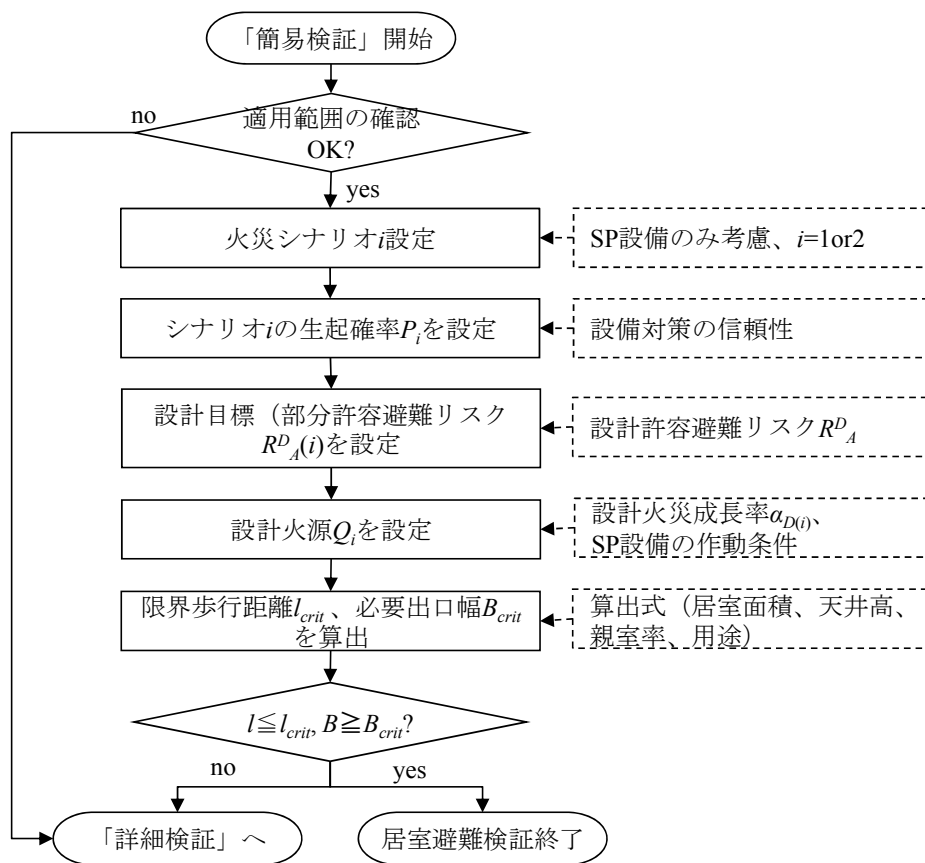 「簡易検証」開始
no
適用範囲の確認
OK?
yes
火災シナリオi設定
SP設備のみ考慮、i=1or2
シナリオiの生起確率Piを設定
設備対策の信頼性
設計目標（部分許容避難リスク
RDA(i)を設定
設計許容避難リスクRDA
設計火源Qiを設定
設計火災成長率αD(i)、
SP設備の作動条件
限界歩行距離lcrit、必要出口幅Bcrit
を算出
算出式（居室面積、天井高、
親室率、用途）
l≦lcrit, B≧Bcrit?
no
yes
「詳細検証」へ
居室避難検証終了